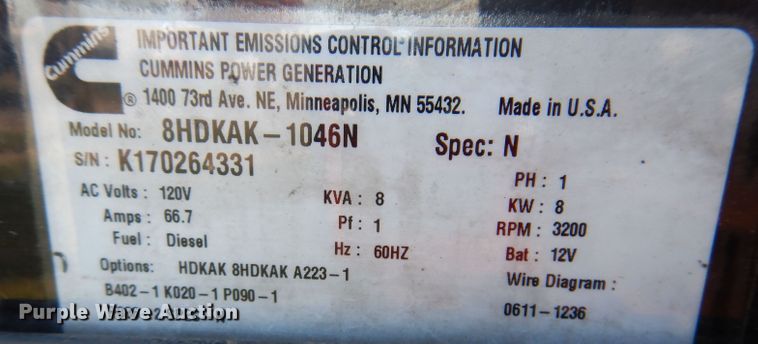 Cummins
IMPORTANT EMISSIONS CONTROL INFORMATION
CUMMINS POWER GENERATION
® 1400 73rd Ave. NE, Minneapolis, MN 55432. Made in U.S.A.
Model No: 8HDKAK-1046N Spec: N
S/N: K170264331
PH : 1
AC Volts : 120V KVA : 8 KW : 8
Amps : 66.7 Pf : 1 RPM : 3200
Fuel : Diesel Hz : 60HZ Bat : 12V
Options: HDKAK 8HDKAK A223-1 Wire Diagram :
B402-1 K020-1 P090-1
0611-1236
Purple Wave Auction